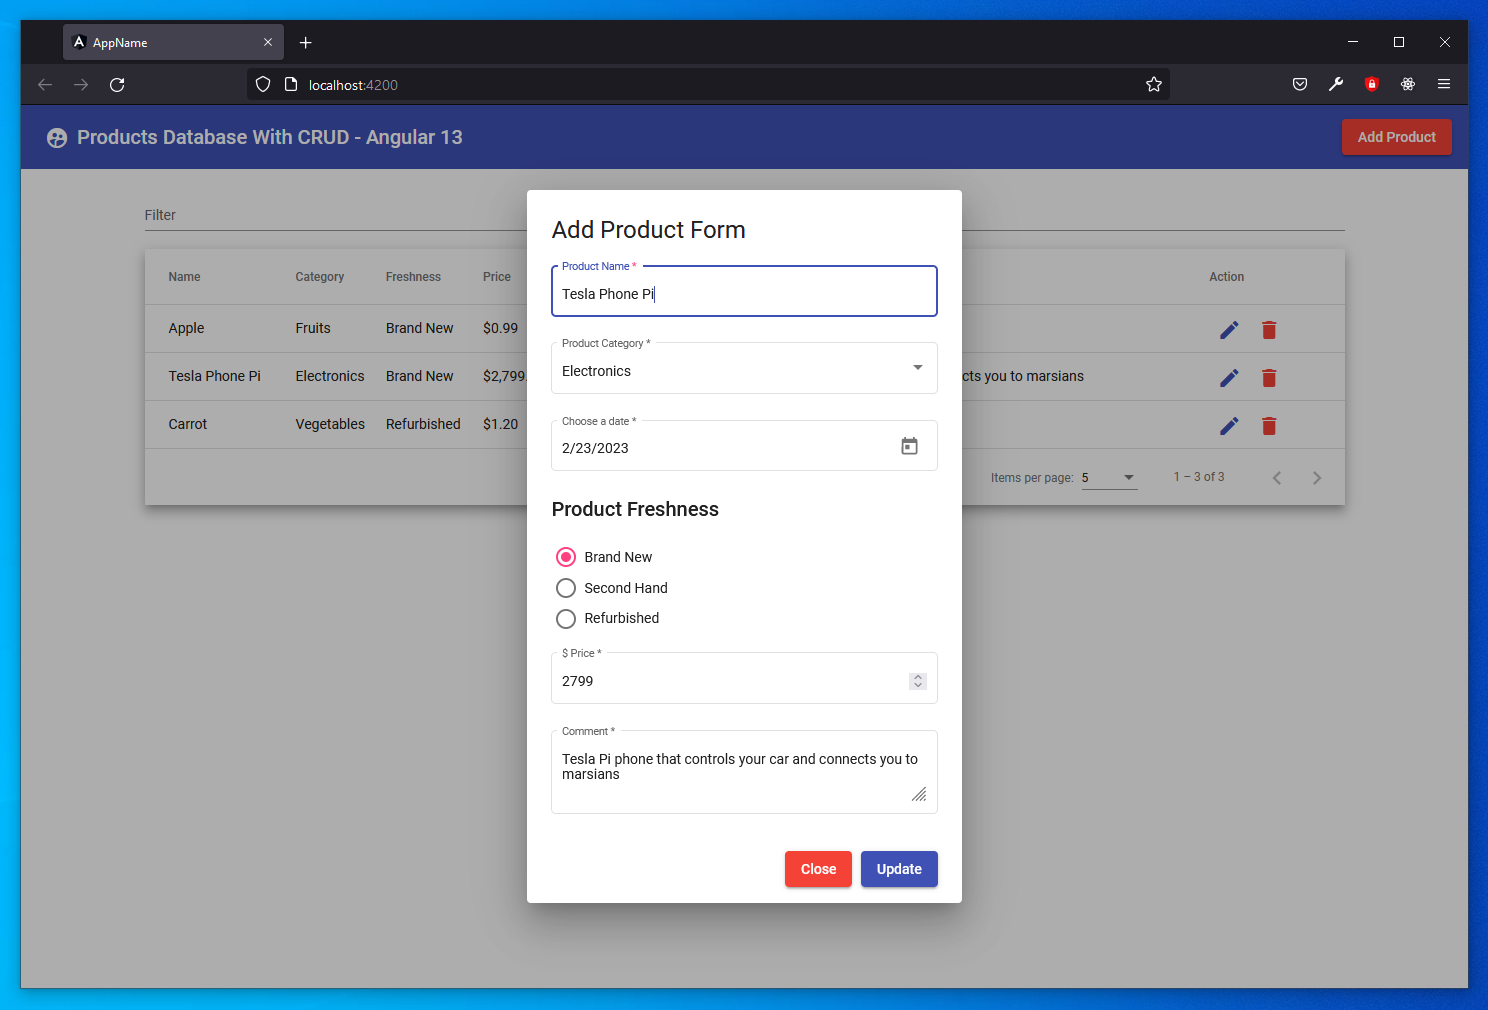 AppName
localhost:4200
Products Database With CRUD - Angular 13
Add Product
Filter
Name Category Freshness Price Action
Apple Fruits Brand New $0.99
Tesla Phone Pi Electronics Brand New $2,799. cts you to marsians
Carrot Vegetables Refurbished $1.20
Items per page: 5 1 – 3 of 3
Add Product Form
Product Name *
Tesla Phone Pi
Product Category *
Electronics
Choose a date *
2/23/2023
Product Freshness
Brand New
Second Hand
Refurbished
$ Price *
2799
Comment *
Tesla Pi phone that controls your car and connects you to
marsians
Close Update